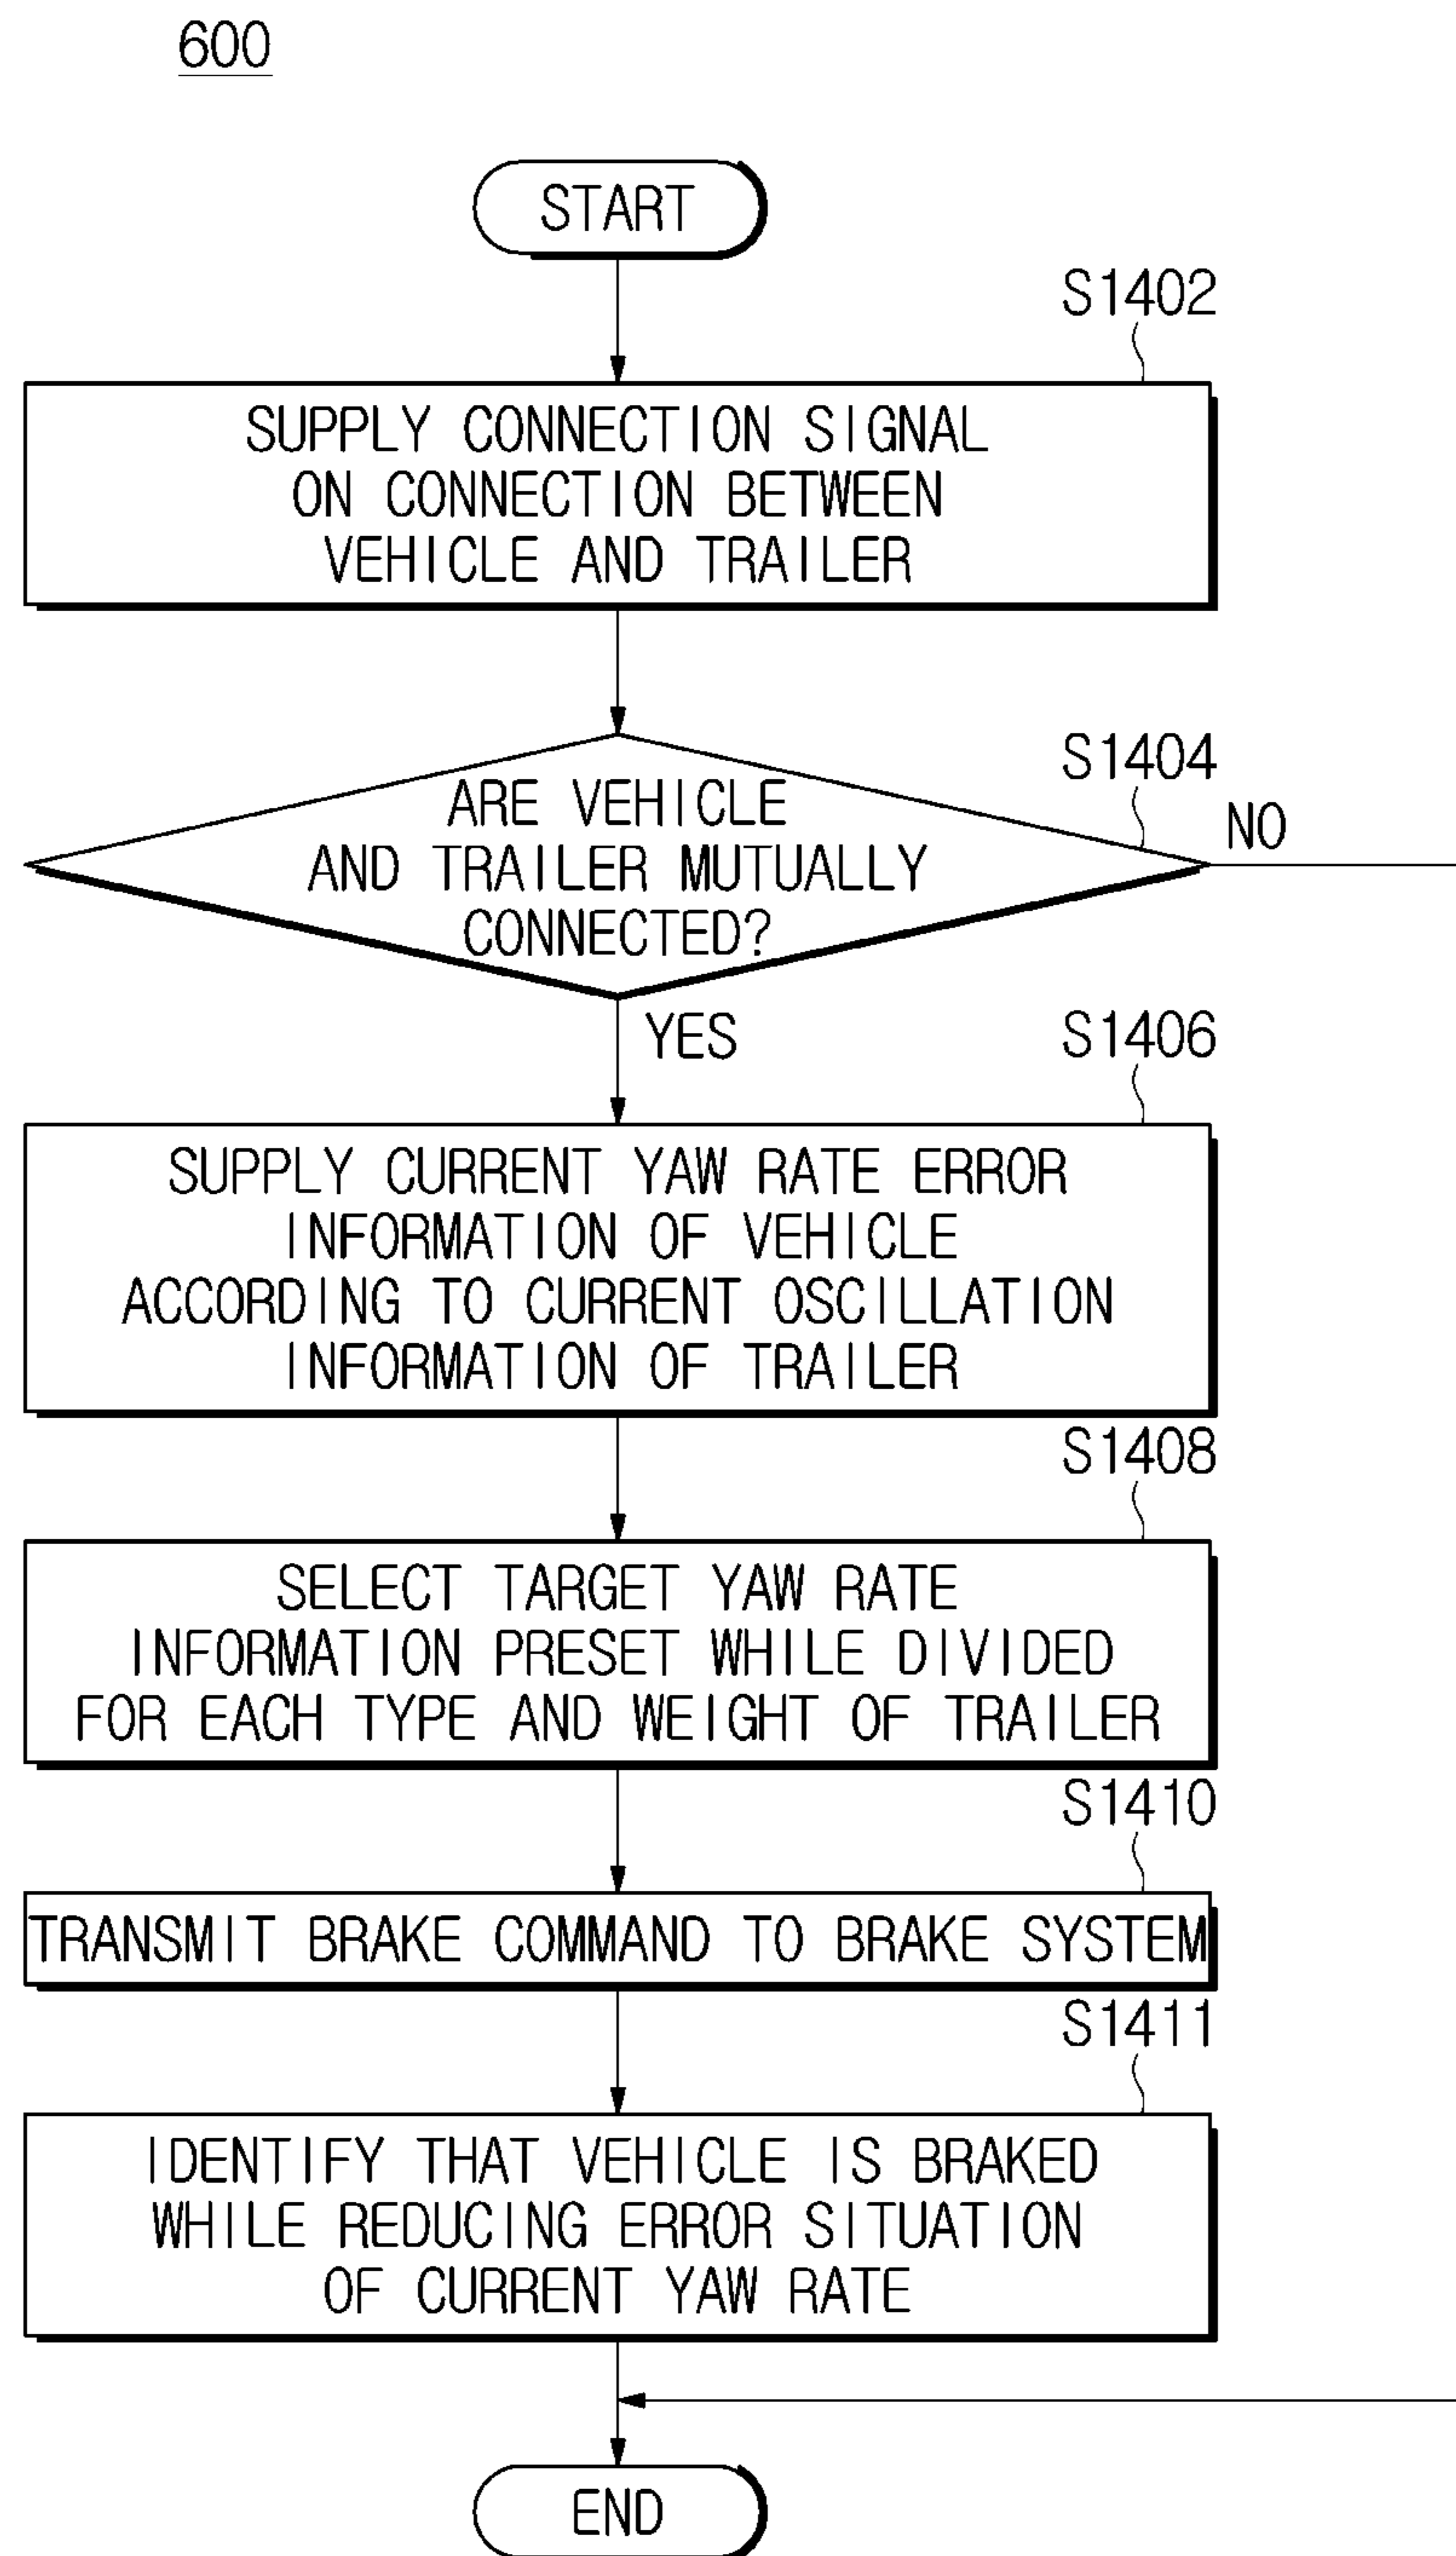 600
START
S1402
SUPPLY CONNECTION SIGNAL
ON CONNECTION BETWEEN
VEHICLE AND TRAILER
S1404
ARE VEHICLE
AND TRAILER MUTUALLY
CONNECTED?
NO
YES
S1406
SUPPLY CURRENT YAW RATE ERROR
INFORMATION OF VEHICLE
ACCORDING TO CURRENT OSCILLATION
INFORMATION OF TRAILER
S1408
SELECT TARGET YAW RATE
INFORMATION PRESET WHILE DIVIDED
FOR EACH TYPE AND WEIGHT OF TRAILER
S1410
TRANSMIT BRAKE COMMAND TO BRAKE SYSTEM
S1411
IDENTIFY THAT VEHICLE IS BRAKED
WHILE REDUCING ERROR SITUATION
OF CURRENT YAW RATE
END